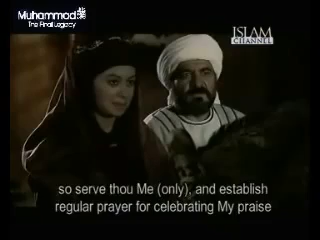 Muhammad
The Final Legacy
ISLAM
CHANNEL
so serve thou Me (only), and establish
regular prayer for celebrating My praise